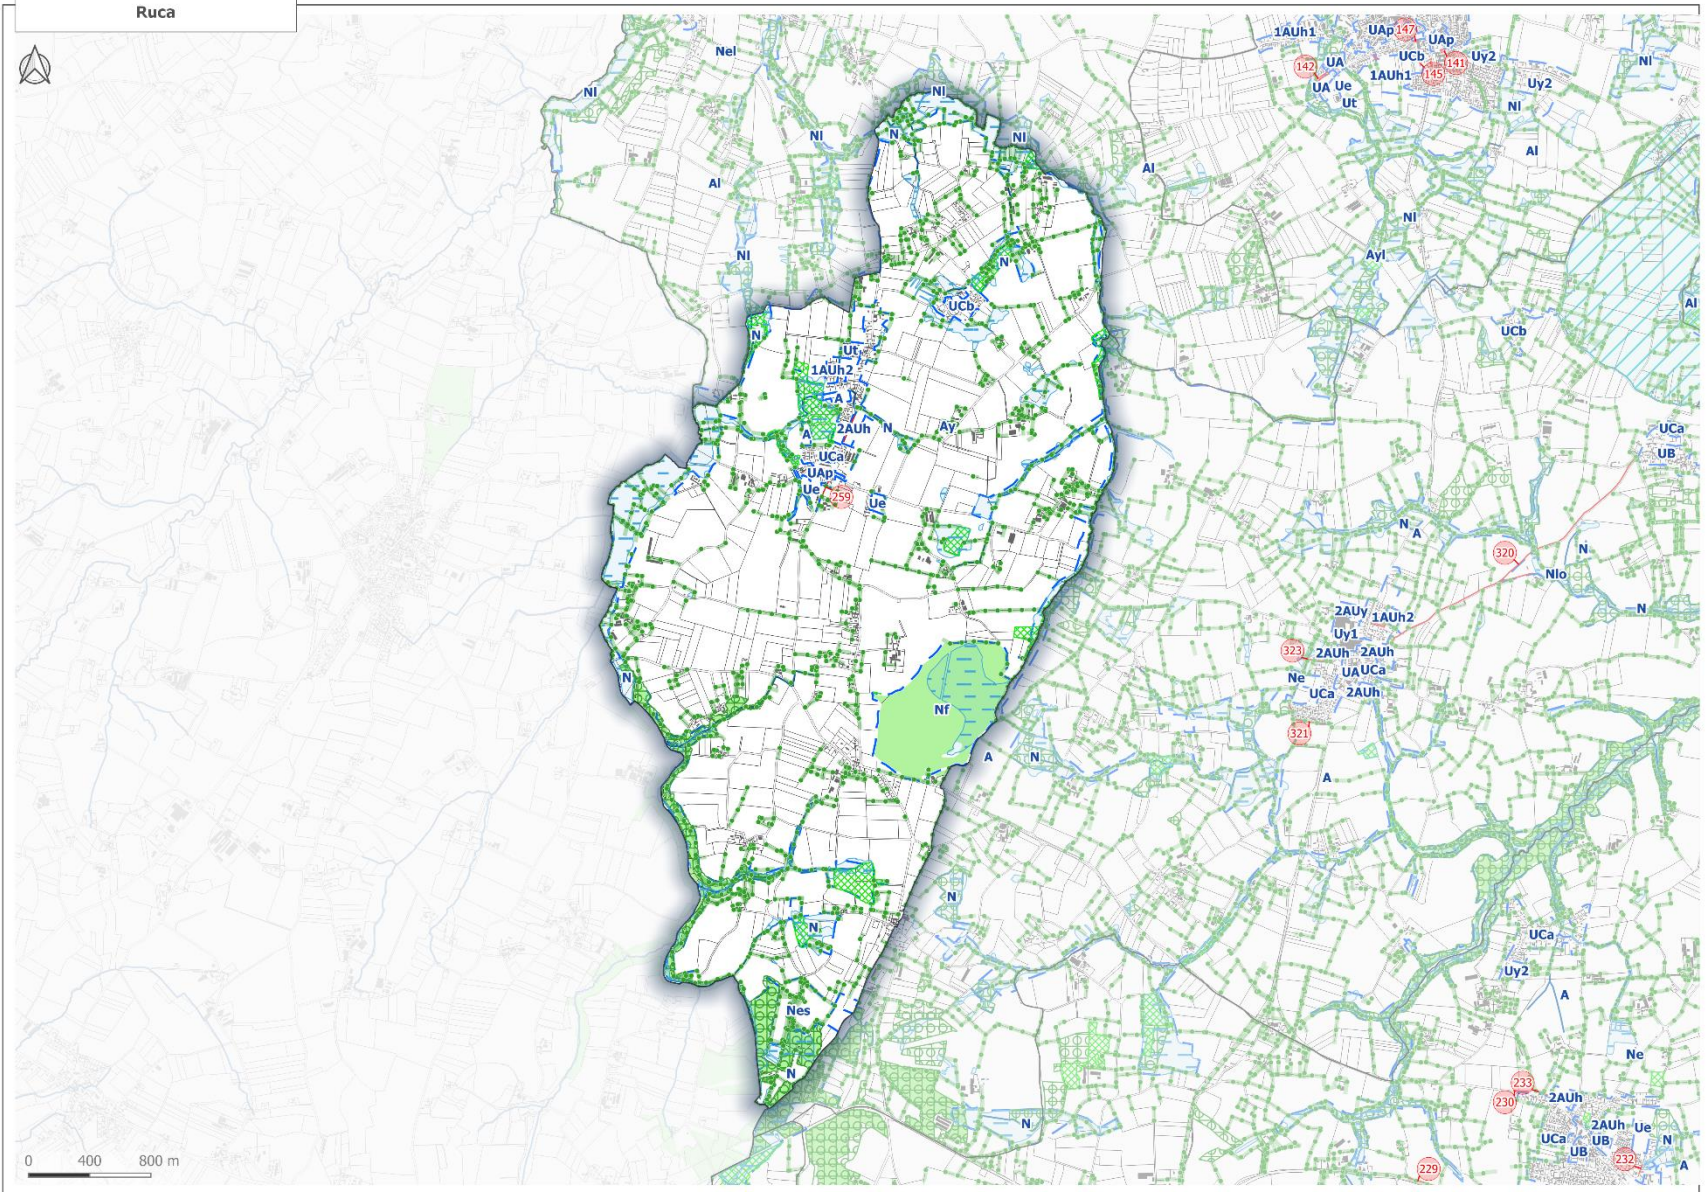 Ruca
1AUh1
UAp
147
UAp
UCb
Uy2
142
UA
141
1AUh1
145
Uy2
UA
Ue
Ut
Nl
Nl
Nel
Nl
Nl
Nl
N
Nl
Al
Al
Al
Nl
Nl
Ayl
N
Al
UCb
UCb
N
Ut
1AUh2
A
2AUh
N
Ay
A
UCa
UAp
Ue
259
Ue
UCa
UB
N
A
320
N
Nlo
N
2AUy
1AUh2
Uy1
323
2AUh
2AUh
UA
UCa
Ne
UCa
2AUh
321
N
Nf
A
N
A
N
N
UCa
Uy2
A
Nes
Ne
N
233
230
2AUh
N
2AUh
Ue
UCa
UB
N
UB
232
A
229
0 400 800 m